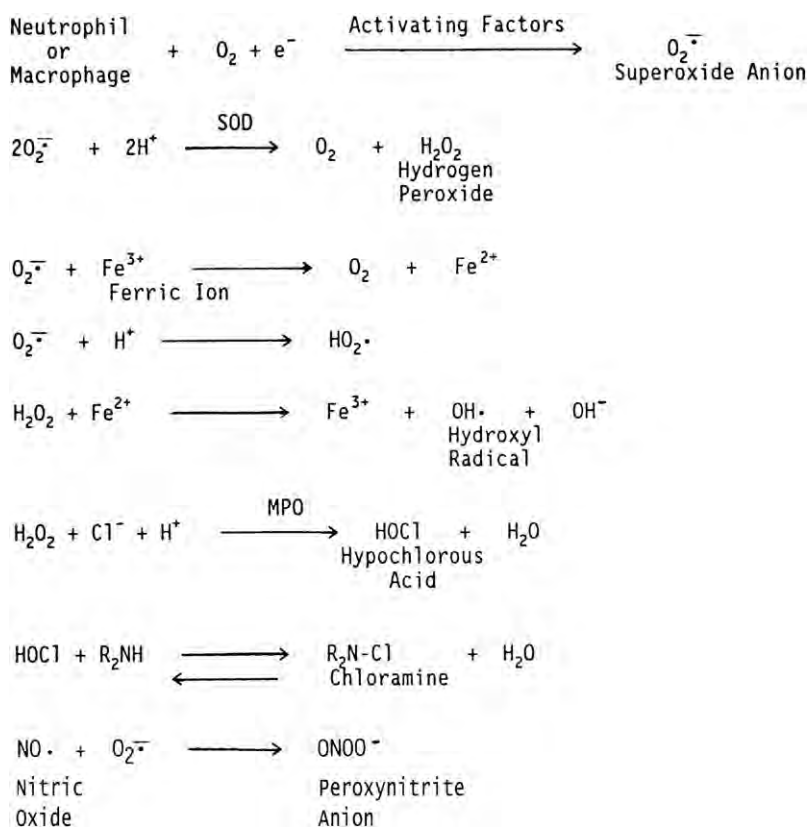 Neutrophil or Macrophage + O₂ + e⁻ Activating Factors ⟶ O₂•̄ Superoxide Anion
SOD
2O₂•̄ + 2H⁺ ⟶ O₂ + H₂O₂
Hydrogen
Peroxide
O₂•̄ + Fe³⁺ ⟶ O₂ + Fe²⁺
Ferric Ion
O₂•̄ + H⁺ ⟶ HO₂•
H₂O₂ + Fe²⁺ ⟶ Fe³⁺ + OH• + OH⁻
Hydroxyl
Radical
MPO
H₂O₂ + Cl⁻ + H⁺ ⟶ HOCl + H₂O
Hypochlorous
Acid
HOCl + R₂NH ⇄ R₂N-Cl + H₂O
Chloramine
NO• + O₂•̄ ⟶ ONOO⁻
Nitric Peroxynitrite
Oxide Anion